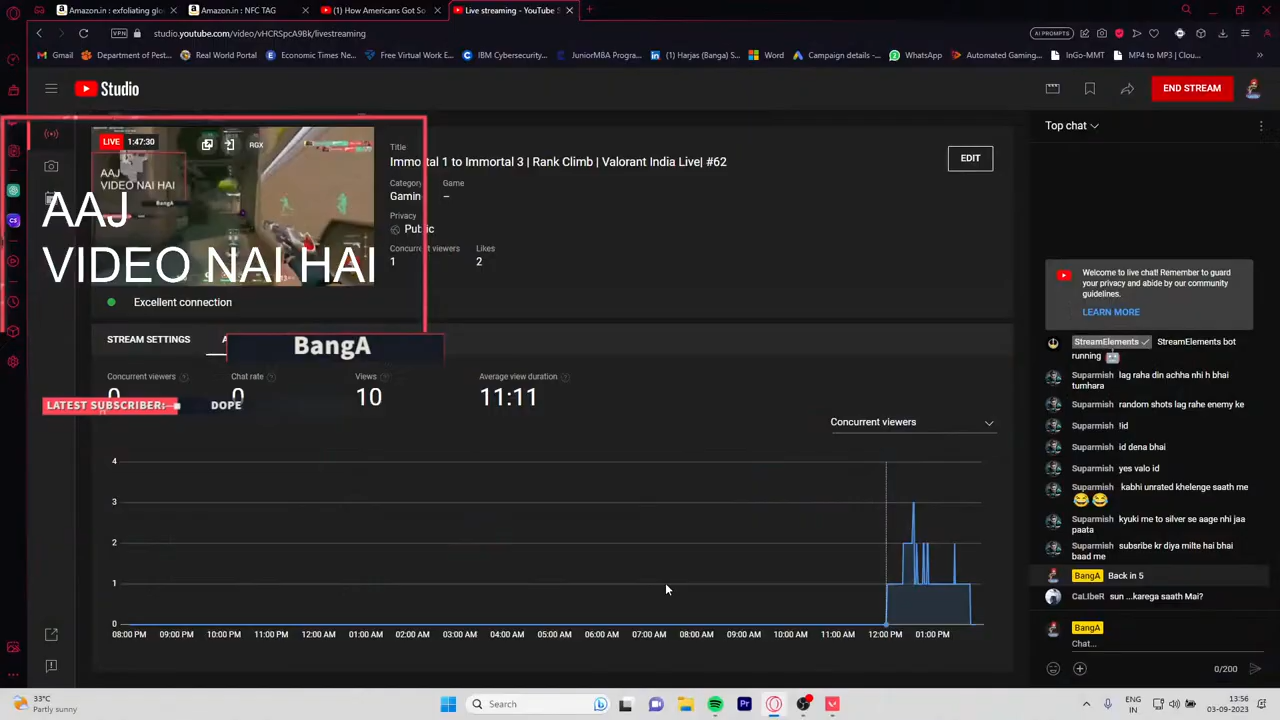 Amazon.in : exfoliating glo
Amazon.in : NFC TAG
(1) How Americans Got So
Live streaming - YouTube S
VPN
studio.youtube.com/video/vHCRSpcA9Bk/livestreaming
AI PROMPTS
Gmail
Department of Pest...
Real World Portal
Economic Times Ne...
Free Virtual Work E...
IBM Cybersecurity...
JuniorMBA Progra...
Word
(1) Harjas (Banga) S...
Campaign details -...
WhatsApp
Automated Gaming...
InGo-MMT
MP4 to MP3 | Clou...
Studio
END STREAM
LIVE 1:47:30
RGX
AAJ
VIDEO NAI HAI
BangA
AAJ
VIDEO NAI HAI
Title
Immortal 1 to Immortal 3 | Rank Climb | Valorant India Live| #62
EDIT
Category
Game
Gamin
–
Privacy
Public
Concurrent viewers
Likes
1
2
Excellent connection
STREAM SETTINGS
A
BangA
Concurrent viewers
Chat rate
Views
Average view duration
0
0
10
11:11
LATEST SUBSCRIBER:
DOPE
Concurrent viewers
4
3
2
1
0
08:00 PM 09:00 PM 10:00 PM 11:00 PM 12:00 AM 01:00 AM 02:00 AM 03:00 AM 04:00 AM 05:00 AM 06:00 AM 07:00 AM 08:00 AM 09:00 AM 10:00 AM 11:00 AM 12:00 PM 01:00 PM
Top chat
Welcome to live chat! Remember to guard
your privacy and abide by our community
guidelines.
LEARN MORE
StreamElements StreamElements bot
running
Suparmish lag raha din achha nhi h bhai
tumhara
Suparmish random shots lag rahe enemy ke
Suparmish !id
Suparmish id dena bhai
Suparmish yes valo id
Suparmish kabhi unrated khelenge saath me
😂 😂
Suparmish kyuki me to silver se aage nhi jaa
paata
Suparmish subsribe kr diya milte hai bhai
baad me
BangA Back in 5
CaLIbeR sun ...karega saath Mai?
BangA
Chat...
0/200
33°C
Partly sunny
Search
ENG
IN
13:56
03-09-2023